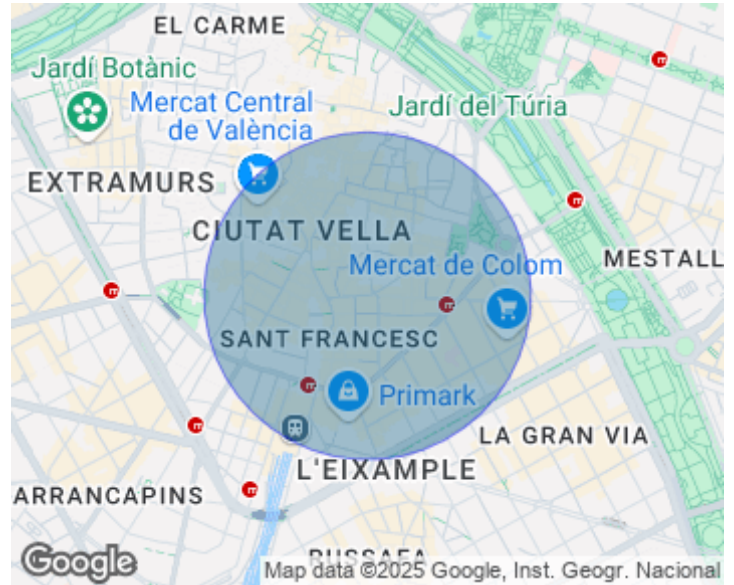 EL CARME
Jardí Botànic
Mercat Central
de València
Jardí del Túria
EXTRAMURS
CIUTAT VELLA
MESTALL
Mercat de Colom
SANT FRANCESC
Primark
LA GRAN VIA
L'EIXAMPLE
ARRANCAPINS
RUSSAFA
Google
Map data ©2025 Google, Inst. Geogr. Nacional